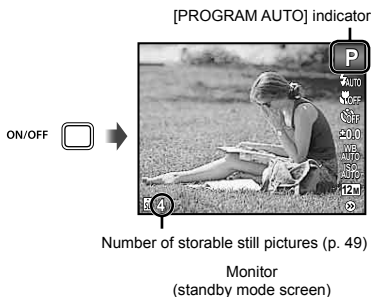 [PROGRAM AUTO] indicator
P
AUTO
OFF
OFF
±0.0
WB
AUTO
ISO
AUTO
12M
ON/OFF
4
Number of storable still pictures (p. 49)
Monitor
(standby mode screen)